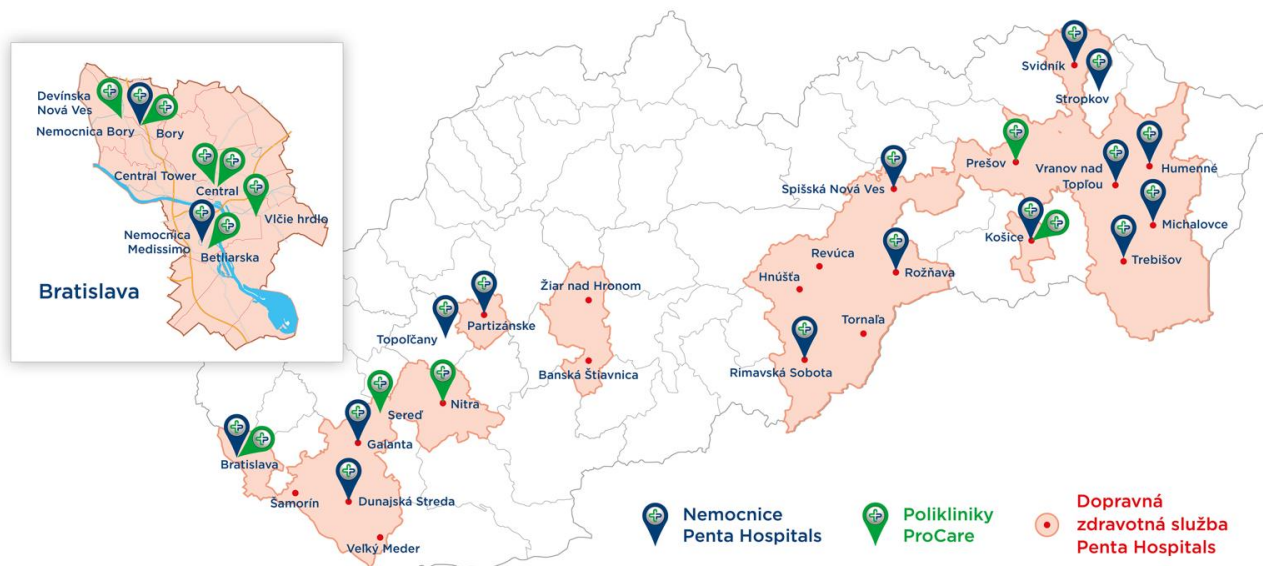 Devínska
Nová Ves
Nemocnica Bory
Bory
Central Tower
Central
Vlčie hrdlo
Nemocnica
Medissimo
Betliarska
Bratislava
Svidník
Stropkov
Prešov
Vranov nad
Topľou
Humenné
Spišská Nová Ves
Košice
Michalovce
Trebišov
Revúca
Rožňava
Hnúšťa
Tornaľa
Rimavská Sobota
Žiar nad Hronom
Banská Štiavnica
Partizánske
Topoľčany
Nitra
Sereď
Galanta
Bratislava
Šamorín
Dunajská Streda
Veľký Meder
Nemocnice
Penta Hospitals
Polikliniky
ProCare
Dopravná
zdravotná služba
Penta Hospitals